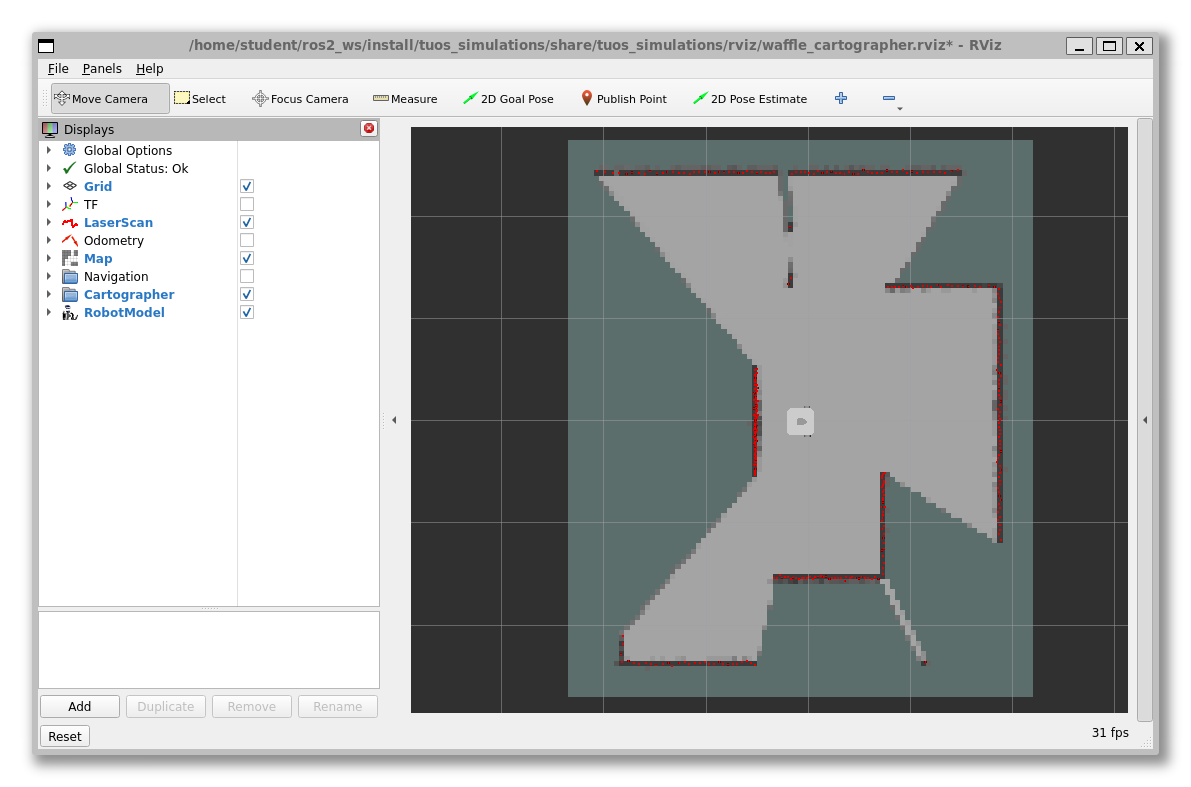 /home/student/ros2_ws/install/tuos_simulations/share/tuos_simulations/rviz/waffle_cartographer.rviz* - RViz
File Panels Help
Move Camera Select Focus Camera Measure 2D Goal Pose Publish Point 2D Pose Estimate
Displays
Global Options
Global Status: Ok
Grid
TF
LaserScan
Odometry
Map
Navigation
Cartographer
RobotModel
Add Duplicate Remove Rename
Reset
31 fps